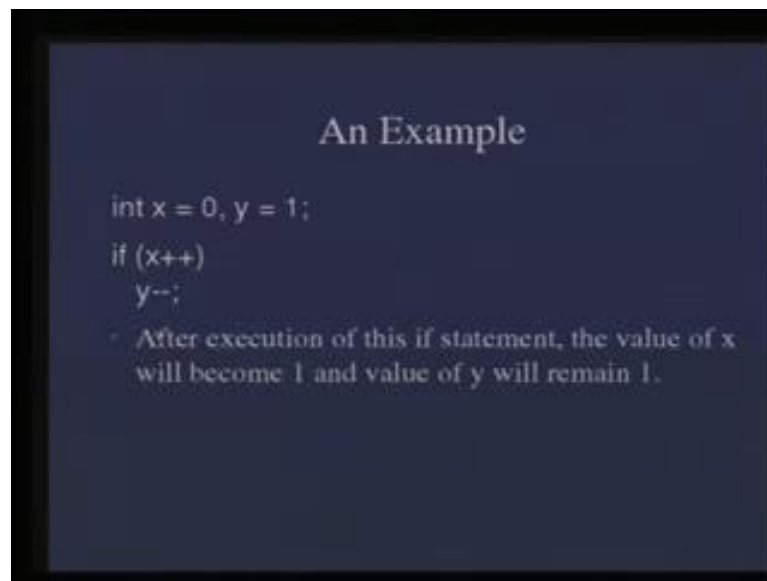 An Example
int x = 0, y = 1;
if (x++)
y--;
After execution of this if statement, the value of x
will become 1 and value of y will remain 1.